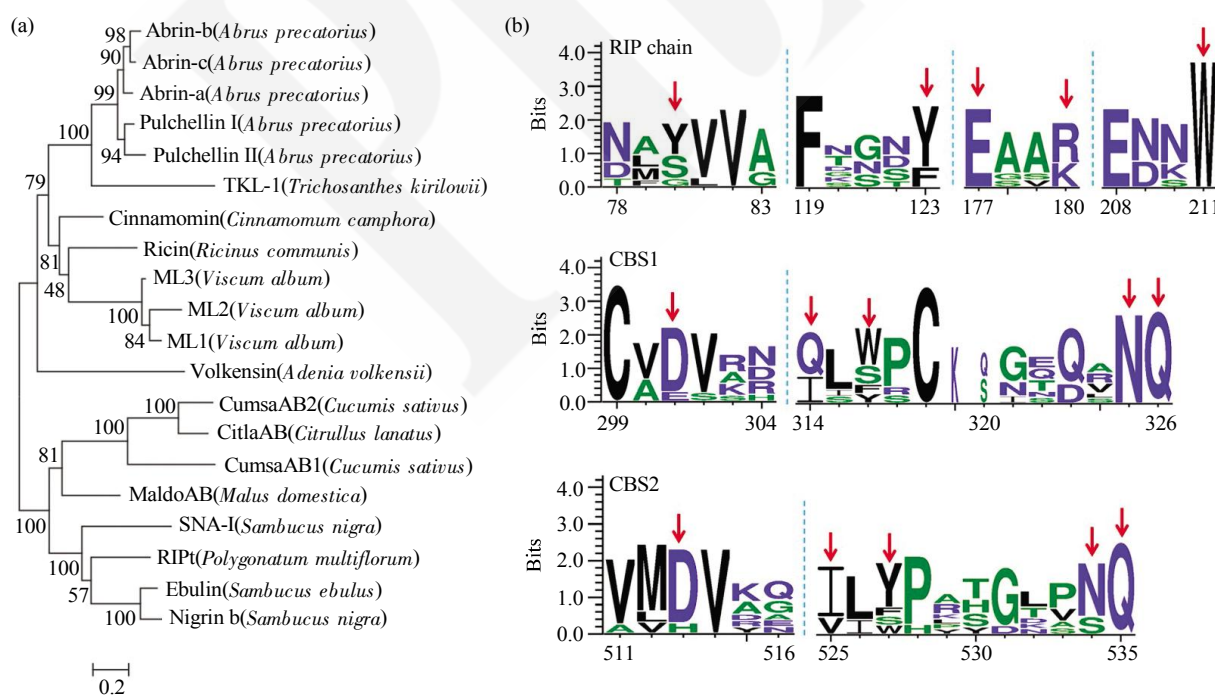 (a)
98
Abrin-b(Abrus precatorius)
90
Abrin-c(Abrus precatorius)
99
Abrin-a(Abrus precatorius)
100
Pulchellin I(Abrus precatorius)
94
Pulchellin II(Abrus precatorius)
79
TKL-1(Trichosanthes kirilowii)
Cinnamomin(Cinnamomum camphora)
81
Ricin(Ricinus communis)
48
ML3(Viscum album)
100
ML2(Viscum album)
84
ML1(Viscum album)
Volkensin(Adenia volkensii)
100
CumsaAB2(Cucumis sativus)
100
CitlaAB(Citrullus lanatus)
81
CumsaAB1(Cucumis sativus)
MaldoAB(Malus domestica)
100
SNA-I(Sambucus nigra)
100
RIPt(Polygonatum multiflorum)
57
Ebulin(Sambucus ebulus)
100
Nigrin b(Sambucus nigra)
0.2
(b)
RIP chain
Bits
4.0
3.0
2.0
1.0
0.0
78 83 119 123 177 180 208 211
CBS1
Bits
4.0
3.0
2.0
1.0
0.0
299 304 314 320 326
CBS2
Bits
4.0
3.0
2.0
1.0
0.0
511 516 525 530 535